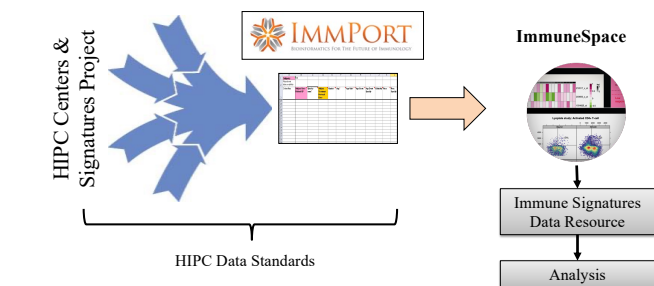 HIPC Centers &
Signatures Project
IMMPORT
BIOINFORMATICS FOR THE FUTURE OF IMMUNOLOGY
ImmuneSpace
HIPC Data Standards
Immune Signatures
Data Resource
Analysis